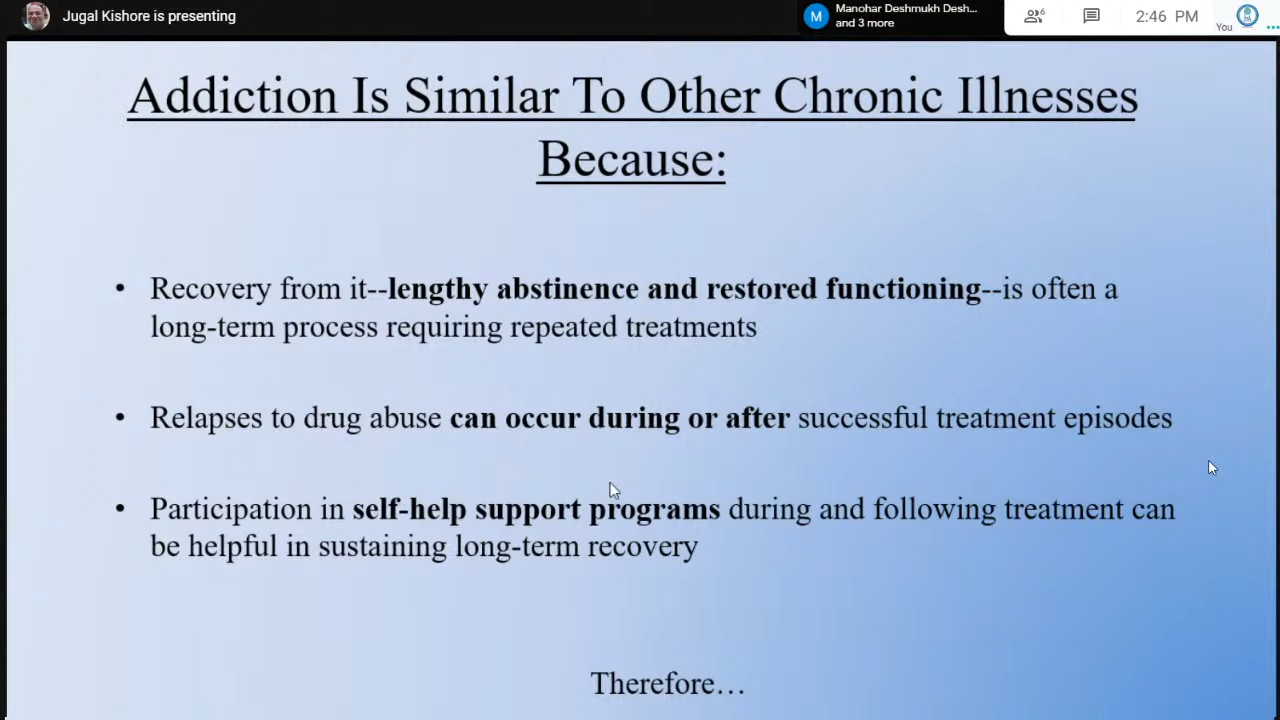 Jugal Kishore is presenting
M
Manohar Deshmukh Desh...
and 3 more
6
2:46 PM
You
Addiction Is Similar To Other Chronic Illnesses
Because:
• Recovery from it--lengthy abstinence and restored functioning--is often a
long-term process requiring repeated treatments
• Relapses to drug abuse can occur during or after successful treatment episodes
• Participation in self-help support programs during and following treatment can
be helpful in sustaining long-term recovery
Therefore…